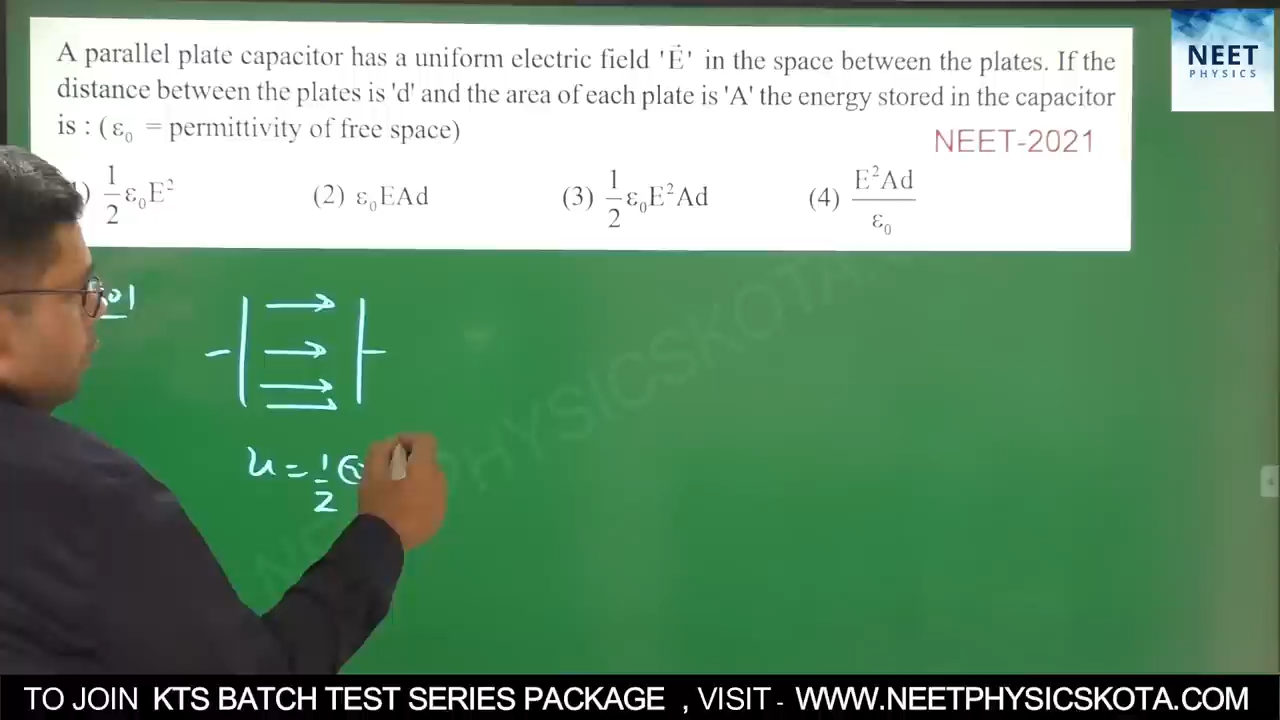 A parallel plate capacitor has a uniform electric field 'E⃗' in the space between the plates. If the
distance between the plates is 'd' and the area of each plate is 'A' the energy stored in the capacitor
is : ( ε₀ = permittivity of free space)
NEET-2021
) 1/2 ε₀E² (2) ε₀EAd (3) 1/2 ε₀E²Ad (4) E²Ad/ε₀
NEET
PHYSICS
u = 1/2
TO JOIN KTS BATCH TEST SERIES PACKAGE , VISIT - WWW.NEETPHYSICSKOTA.COM